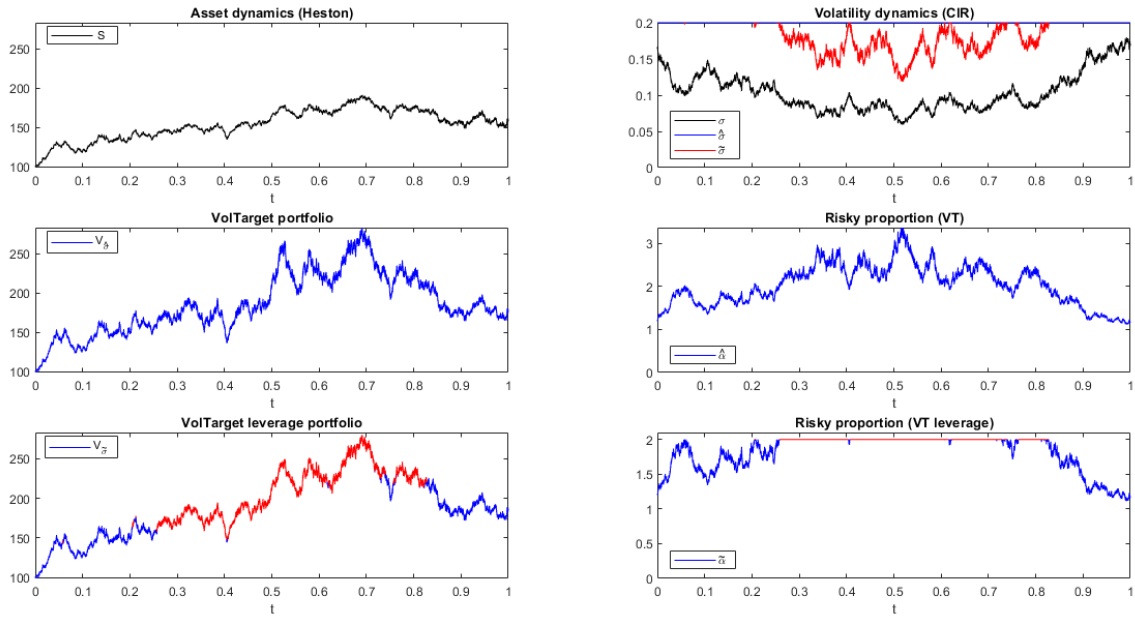 Asset dynamics (Heston)
S
250
200
150
100
0 0.1 0.2 0.3 0.4 0.5 0.6 0.7 0.8 0.9 1
t
Volatility dynamics (CIR)
0.2
0.15
0.1
0.05
0
σ
σ̂
σ̃
0 0.1 0.2 0.3 0.4 0.5 0.6 0.7 0.8 0.9 1
t
VolTarget portfolio
V_σ̂
250
200
150
100
0 0.1 0.2 0.3 0.4 0.5 0.6 0.7 0.8 0.9 1
t
Risky proportion (VT)
3
2
1
0
α̂
0 0.1 0.2 0.3 0.4 0.5 0.6 0.7 0.8 0.9 1
t
VolTarget leverage portfolio
V_σ̃
250
200
150
100
0 0.1 0.2 0.3 0.4 0.5 0.6 0.7 0.8 0.9 1
t
Risky proportion (VT leverage)
2
1.5
1
0.5
0
α̃
0 0.1 0.2 0.3 0.4 0.5 0.6 0.7 0.8 0.9 1
t